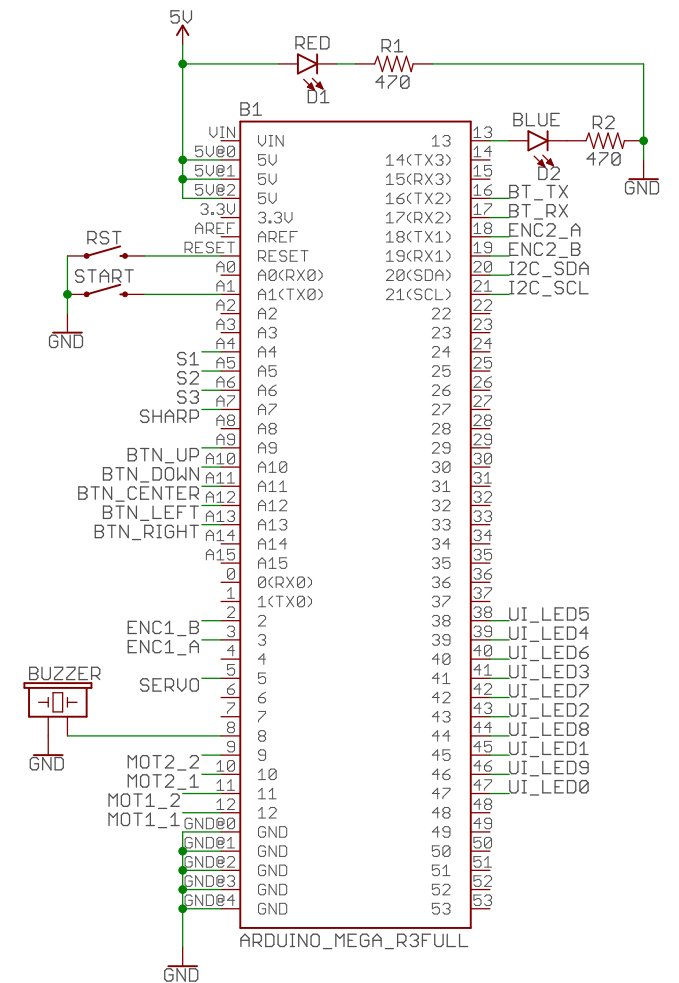 5V
RED R1
D1 470
B1
BLUE R2
D2 470
GND
VIN VIN 13 13
5V@0 5V 14(TX3) 14
5V@1 5V 15(RX3) 15
5V@2 5V 16(TX2) 16 BT_TX
3.3V 3.3V 17(RX2) 17 BT_RX
AREF AREF 18(TX1) 18 ENC2_A
RST RESET RESET 19(RX1) 19 ENC2_B
A0 A0(RX0) 20(SDA) 20 I2C_SDA
START A1 A1(TX0) 21(SCL) 21 I2C_SCL
A2 A2 22 22
GND A3 A3 23 23
A4 A4 24 24
S1 A5 A5 25 25
S2 A6 A6 26 26
S3 A7 A7 27 27
SHARP A8 A8 28 28
A9 A9 29 29
BTN_UP A10 A10 30 30
BTN_DOWN A11 A11 31 31
BTN_CENTER A12 A12 32 32
BTN_LEFT A13 A13 33 33
BTN_RIGHT A14 A14 34 34
A15 A15 35 35
0 0(RX0) 36 36
1 1(TX0) 37 37
2 2 38 38 UI_LED5
ENC1_B 3 3 39 39 UI_LED4
ENC1_A 4 4 40 40 UI_LED6
BUZZER 5 5 41 41 UI_LED3
SERVO 6 6 42 42 UI_LED7
7 7 43 43 UI_LED2
8 8 44 44 UI_LED8
9 9 45 45 UI_LED1
GND MOT2_2 10 10 46 46 UI_LED9
MOT2_1 11 11 47 47 UI_LED0
MOT1_2 12 12 48 48
MOT1_1 GND@0 GND 49 49
GND@1 GND 50 50
GND@2 GND 51 51
GND@3 GND 52 52
GND@4 GND 53 53
ARDUINO_MEGA_R3FULL
GND